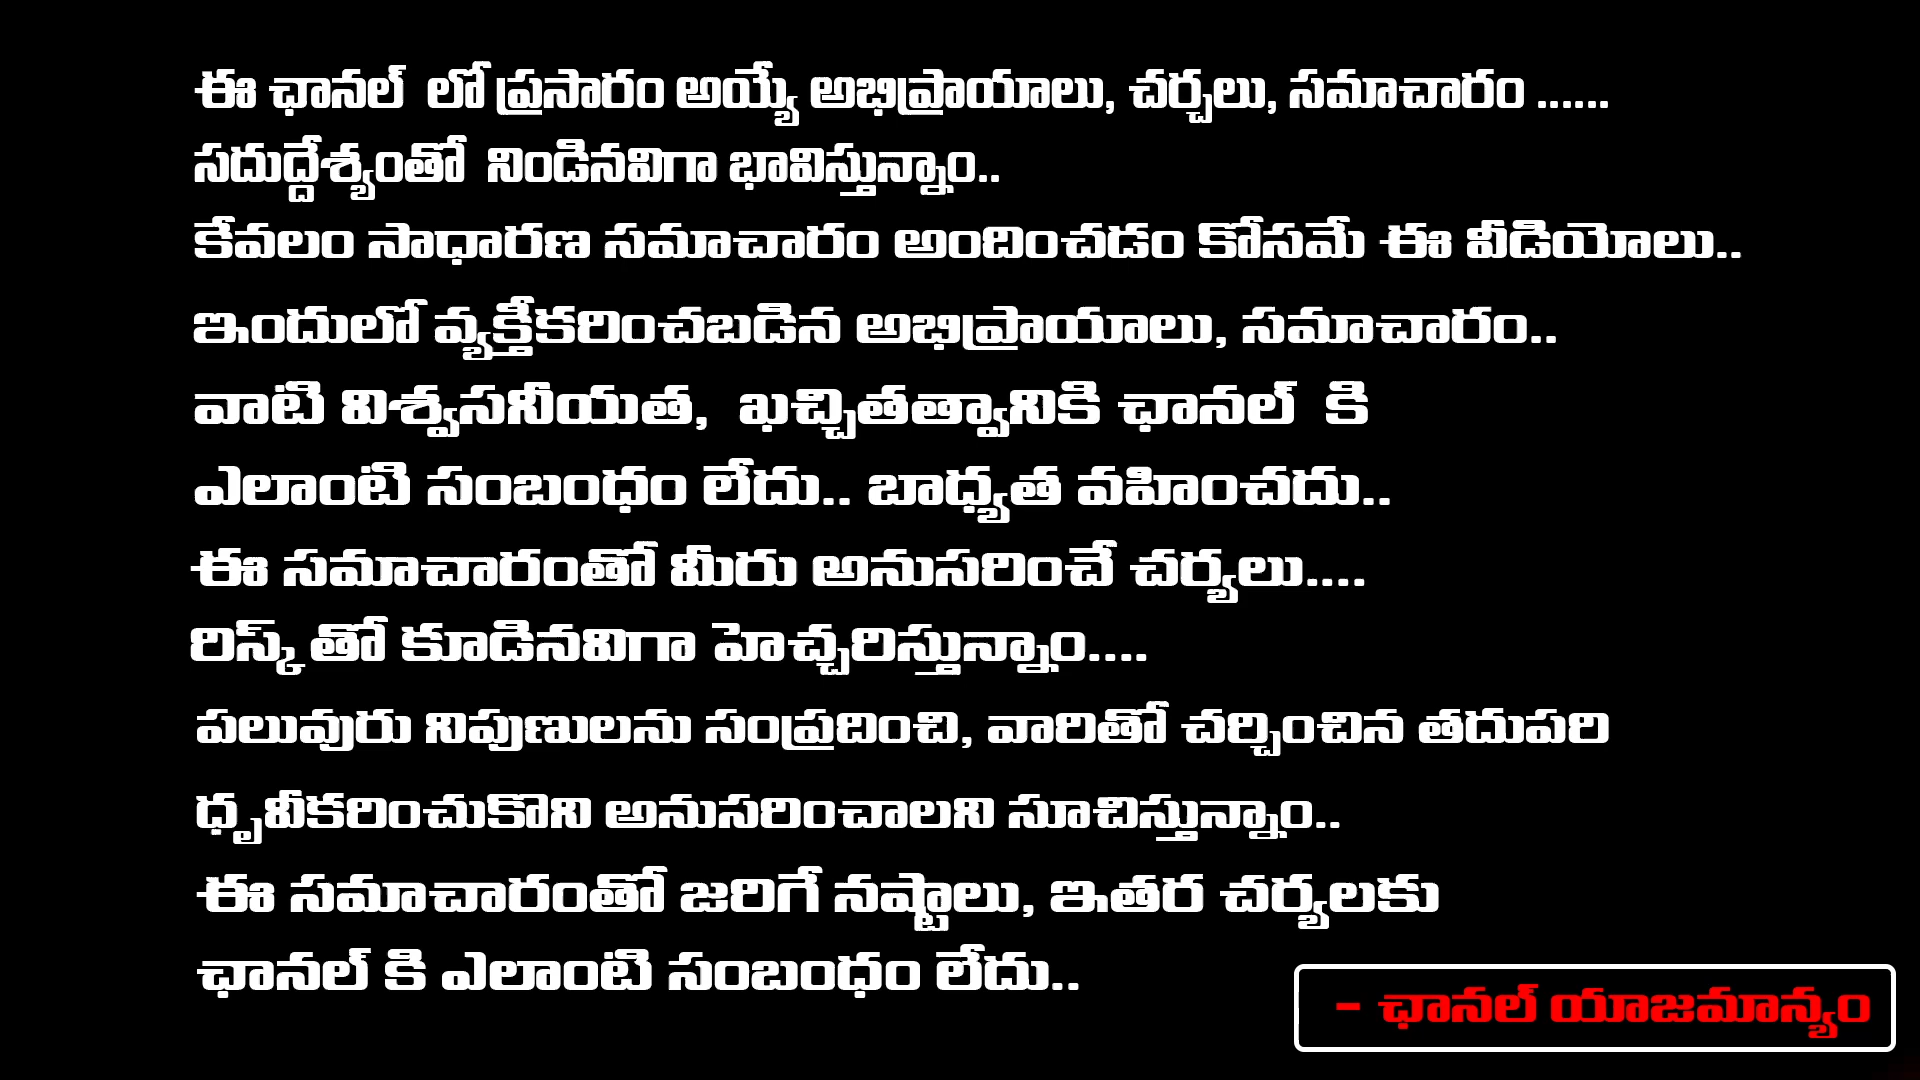 ఈ ఛానల్ లో ప్రసారం అయ్యే అభిప్రాయాలు, చర్చలు, సమాచారం ......
సదుద్దేశ్యంతో నిండినవిగా భావిస్తున్నాం..
కేవలం సాధారణ సమాచారం అందించడం కోసమే ఈ వీడియోలు..
ఇందులో వ్యక్తీకరించబడిన అభిప్రాయాలు, సమాచారం..
వాటి విశ్వసనీయత, ఖచ్చితత్వానికి ఛానల్ కి
ఎలాంటి సంబంధం లేదు.. బాధ్యత వహించదు..
ఈ సమాచారంతో మీరు అనుసరించే చర్యలు....
రిస్క్ తో కూడినవిగా హెచ్చరిస్తున్నాం....
పలువురు నిపుణులను సంప్రదించి, వారితో చర్చించిన తదుపరి
ధృవీకరించుకొని అనుసరించాలని సూచిస్తున్నాం..
ఈ సమాచారంతో జరిగే నష్టాలు, ఇతర చర్యలకు
ఛానల్ కి ఎలాంటి సంబంధం లేదు..
- ఛానల్ యాజమాన్యం